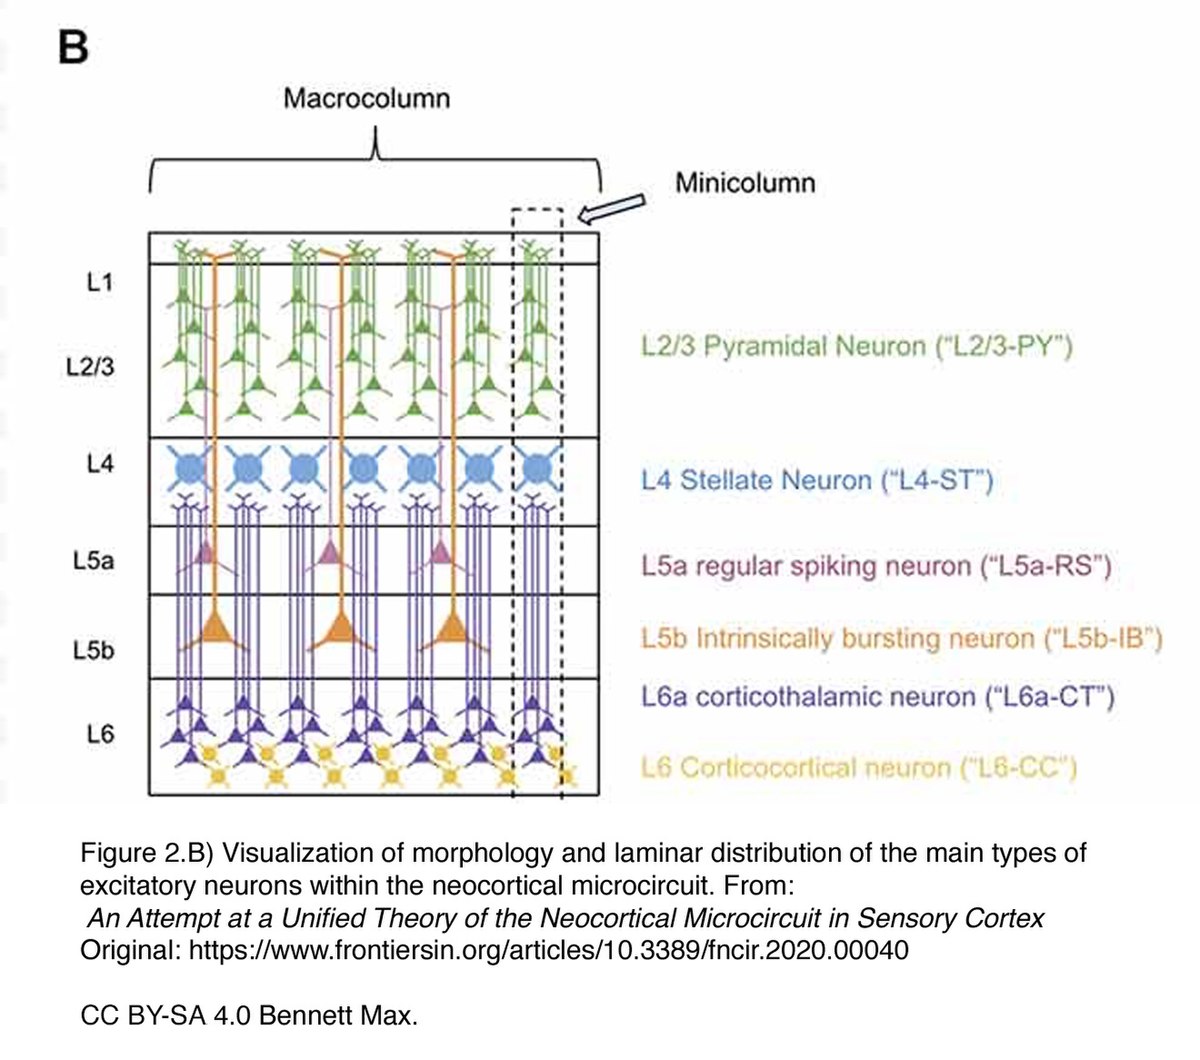 B
Macrocolumn
Minicolumn
L1
L2/3
L2/3 Pyramidal Neuron (“L2/3-PY”)
L4
L4 Stellate Neuron (“L4-ST”)
L5a
L5a regular spiking neuron (“L5a-RS”)
L5b
L5b Intrinsically bursting neuron (“L5b-IB”)
L6a corticothalamic neuron (“L6a-CT”)
L6
L6 Corticocortical neuron (“L6-CC”)
Figure 2.B) Visualization of morphology and laminar distribution of the main types of
excitatory neurons within the neocortical microcircuit. From:
An Attempt at a Unified Theory of the Neocortical Microcircuit in Sensory Cortex
Original: https://www.frontiersin.org/articles/10.3389/fncir.2020.00040
CC BY-SA 4.0 Bennett Max.